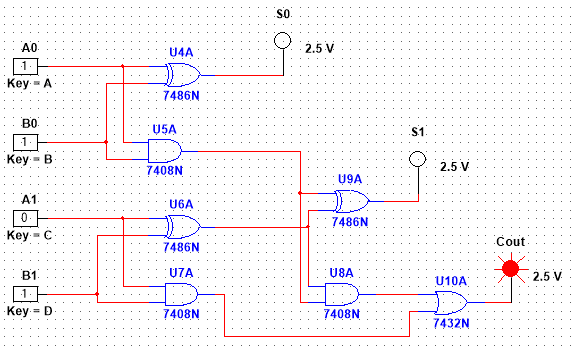 S0
2.5 V
A0
1
Key = A
U4A
7486N
B0
1
Key = B
U5A
7408N
S1
2.5 V
A1
0
Key = C
U6A
7486N
U9A
7486N
Cout
2.5 V
B1
1
Key = D
U7A
7408N
U8A
7408N
U10A
7432N